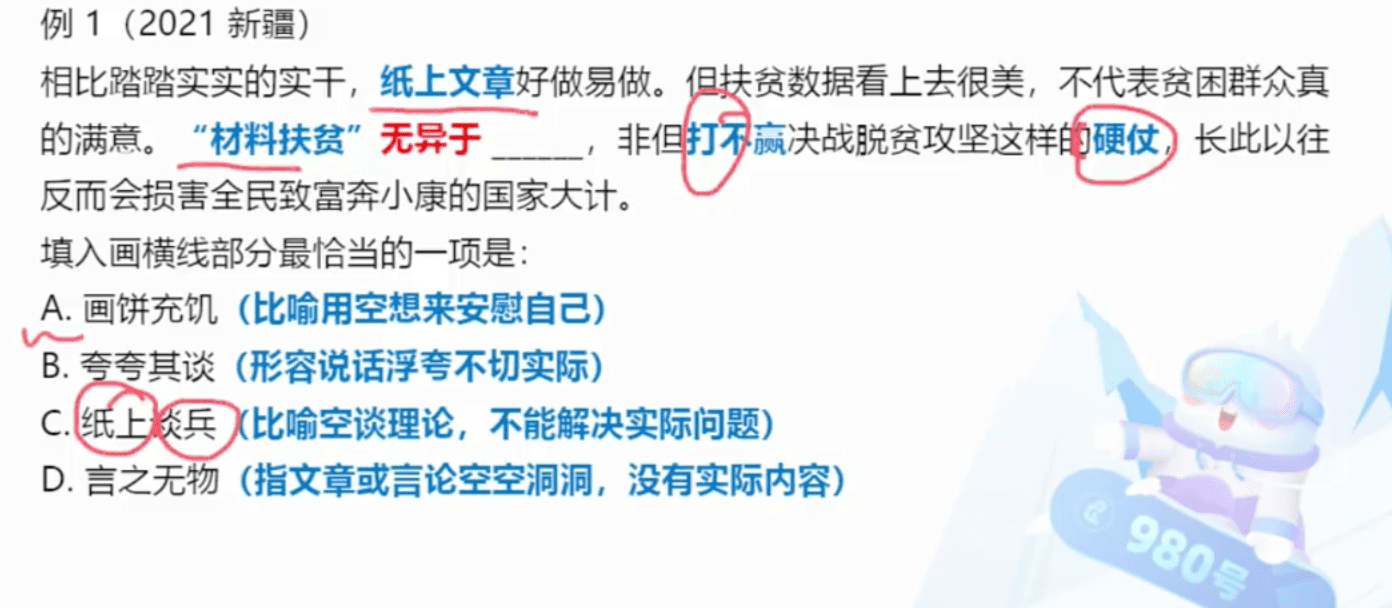 例 1（2021 新疆）
相比踏踏实实的实干，纸上文章好做易做。但扶贫数据看上去很美，不代表贫困群众真
的满意。“材料扶贫”无异于 ______，非但打不赢决战脱贫攻坚这样的硬仗，长此以往
反而会损害全民致富奔小康的国家大计。
填入画横线部分最恰当的一项是：
A. 画饼充饥（比喻用空想来安慰自己）
B. 夸夸其谈（形容说话浮夸不切实际）
C. 纸上谈兵（比喻空谈理论，不能解决实际问题）
D. 言之无物（指文章或言论空空洞洞，没有实际内容）
980号